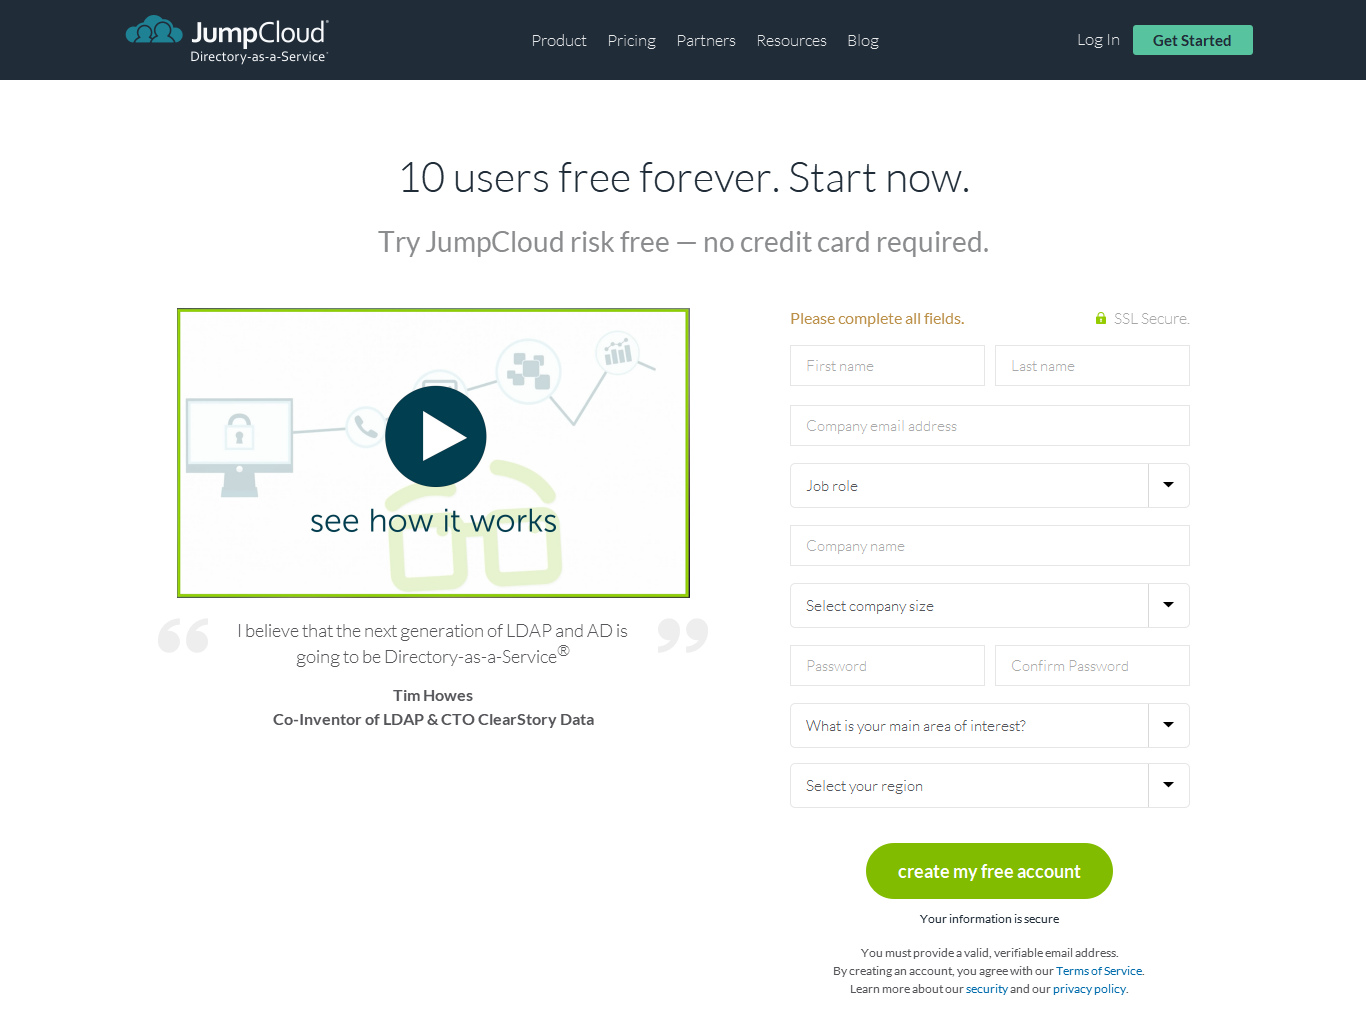 JumpCloud®
Directory-as-a-Service®
Product Pricing Partners Resources Blog
Log In Get Started
10 users free forever. Start now.
Try JumpCloud risk free — no credit card required.
see how it works
I believe that the next generation of LDAP and AD is
going to be Directory-as-a-Service®
Tim Howes
Co-Inventor of LDAP & CTO ClearStory Data
Please complete all fields. SSL Secure.
First name Last name
Company email address
Job role
Company name
Select company size
Password Confirm Password
What is your main area of interest?
Select your region
create my free account
Your information is secure
You must provide a valid, verifiable email address.
By creating an account, you agree with our Terms of Service.
Learn more about our security and our privacy policy.